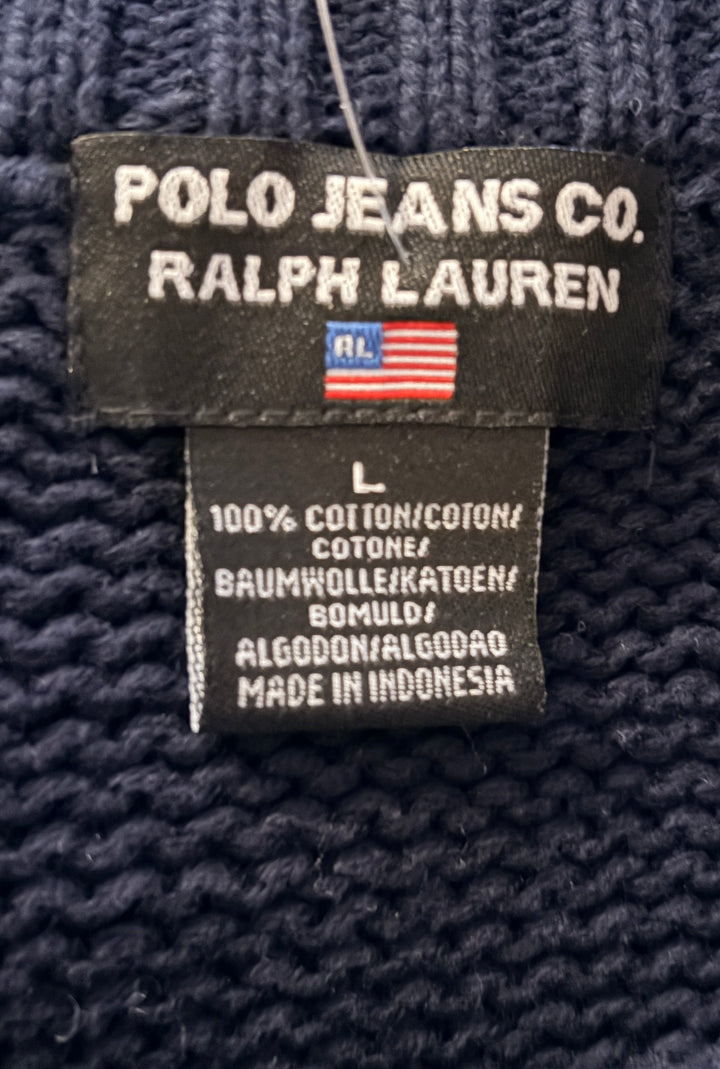 POLO JEANS CO.
RALPH LAUREN
RL
L
100% COTTON/COTON/
COTONE/
BAUMWOLLE/KATOEN/
BOMULD/
ALGODON/ALGODAO
MADE IN INDONESIA